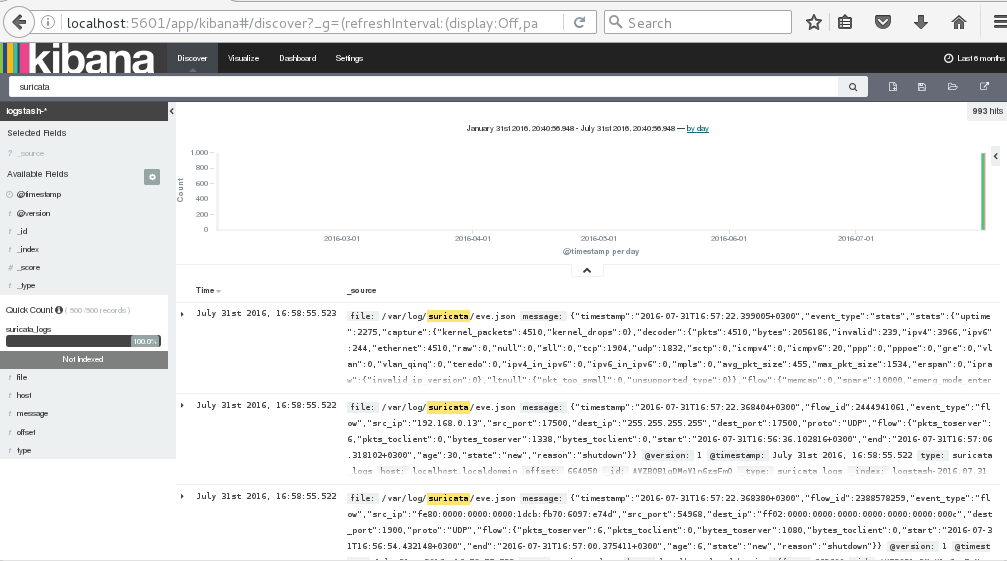 localhost:5601/app/kibana#/discover?_g=(refreshInterval:(display:Off,pa
Search
kibana
Discover Visualize Dashboard Settings
Last 6 months
suricata
logstash-*
993 hits
Selected Fields
? _source
Available Fields
@timestamp
t @version
t _id
t _index
# _score
t _type
Quick Count ( 500 /500 records )
suricata_logs
100.0%
Not Indexed
t file
t host
t message
t offset
t type
January 31st 2016, 20:40:56.948 - July 31st 2016, 20:40:56.948 — by day
Count
1.000
800
600
400
200
0
2016-03-01 2016-04-01 2016-05-01 2016-06-01 2016-07-01
@timestamp per day
Time _source
July 31st 2016, 16:58:55.523
file: /var/log/suricata/eve.json message: {"timestamp":"2016-07-31T16:57:22.399005+0300","event_type":"stats","stats":{"uptime
":2275,"capture":{"kernel_packets":4510,"kernel_drops":0},"decoder":{"pkts":4510,"bytes":2056186,"invalid":239,"ipv4":3966,"ipv6"
:244,"ethernet":4510,"raw":0,"null":0,"sll":0,"tcp":1904,"udp":1832,"sctp":0,"icmpv4":0,"icmpv6":20,"ppp":0,"pppoe":0,"gre":0,"vl
an":0,"vlan_qinq":0,"teredo":0,"ipv4_in_ipv6":0,"ipv6_in_ipv6":0,"mpls":0,"avg_pkt_size":455,"max_pkt_size":1534,"erspan":0,"ipra
w":{"invalid_ip_version":0},"ltnull":{"pkt_too_small":0,"unsupported_type":0}},"flow":{"memcap":0,"spare":10000,"emerg_mode_enter
July 31st 2016, 16:58:55.522
file: /var/log/suricata/eve.json message: {"timestamp":"2016-07-31T16:57:22.368404+0300","flow_id":2444941061,"event_type":"fl
ow","src_ip":"192.168.0.13","src_port":17500,"dest_ip":"255.255.255.255","dest_port":17500,"proto":"UDP","flow":{"pkts_toserver":
6,"pkts_toclient":0,"bytes_toserver":1338,"bytes_toclient":0,"start":"2016-07-31T16:56:36.102816+0300","end":"2016-07-31T16:57:06
.318102+0300","age":30,"state":"new","reason":"shutdown"}} @version: 1 @timestamp: July 31st 2016, 16:58:55.522 type: suricata
_logs host: localhost.localdomain offset: 664050 _id: _type: suricata_logs _index: logstash-2016.07.31
July 31st 2016, 16:58:55.522
file: /var/log/suricata/eve.json message: {"timestamp":"2016-07-31T16:57:22.368380+0300","flow_id":2388578259,"event_type":"fl
ow","src_ip":"fe80:0000:0000:0000:1dcb:fb70:6097:e74d","src_port":54968,"dest_ip":"ff02:0000:0000:0000:0000:0000:0000:000c","dest
_port":1900,"proto":"UDP","flow":{"pkts_toserver":6,"pkts_toclient":0,"bytes_toserver":1080,"bytes_toclient":0,"start":"2016-07-3
1T16:56:54.432148+0300","end":"2016-07-31T16:57:00.375411+0300","age":6,"state":"new","reason":"shutdown"}} @version: 1 @timest